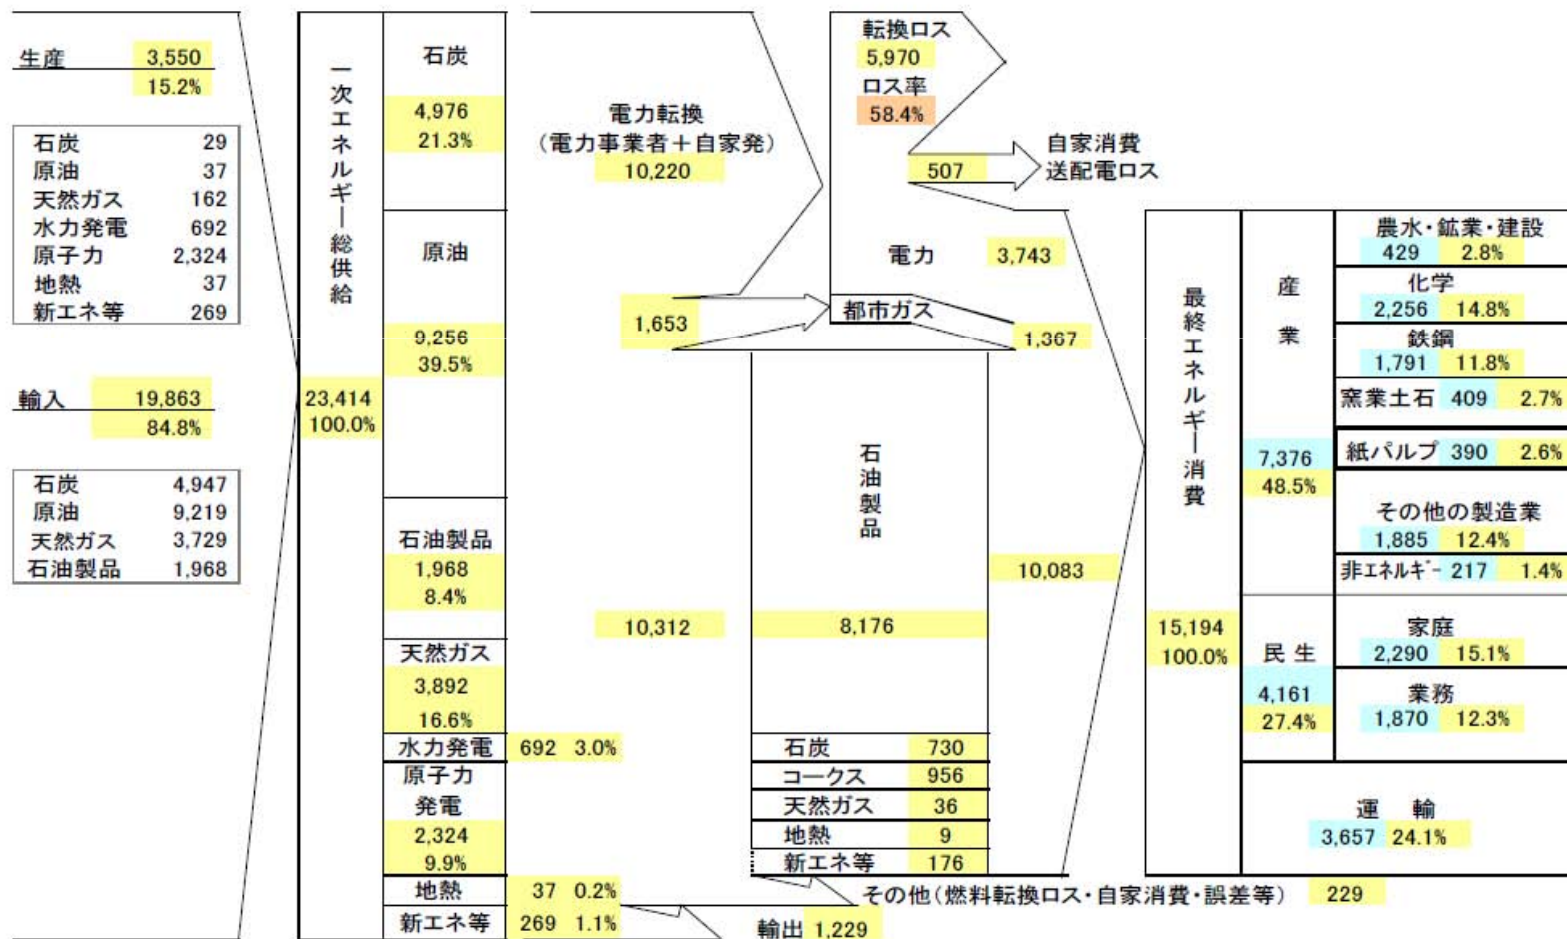 生産 3,550
15.2%
石炭 29
原油 37
天然ガス 162
水力発電 692
原子力 2,324
地熱 37
新エネ等 269
輸入 19,863
84.8%
石炭 4,947
原油 9,219
天然ガス 3,729
石油製品 1,968
一次エネルギー総供給
23,414
100.0%
石炭
4,976
21.3%
原油
9,256
39.5%
石油製品
1,968
8.4%
天然ガス
3,892
16.6%
水力発電 692 3.0%
原子力
発電
2,324
9.9%
地熱 37 0.2%
新エネ等 269 1.1%
電力転換
(電力事業者+自家発)
10,220
1,653
10,312
転換ロス
5,970
ロス率
58.4%
自家消費
507 送配電ロス
電力 3,743
都市ガス
1,367
石油製品
8,176
10,083
石炭 730
コークス 956
天然ガス 36
地熱 9
新エネ等 176
その他(燃料転換ロス・自家消費・誤差等) 229
輸出 1,229
最終エネルギー消費
15,194
100.0%
産業
7,376
48.5%
農水・鉱業・建設
429 2.8%
化学
2,256 14.8%
鉄鋼
1,791 11.8%
窯業土石 409 2.7%
紙パルプ 390 2.6%
その他の製造業
1,885 12.4%
非エネルギー 217 1.4%
民生
4,161
27.4%
家庭
2,290 15.1%
業務
1,870 12.3%
運輸
3,657 24.1%